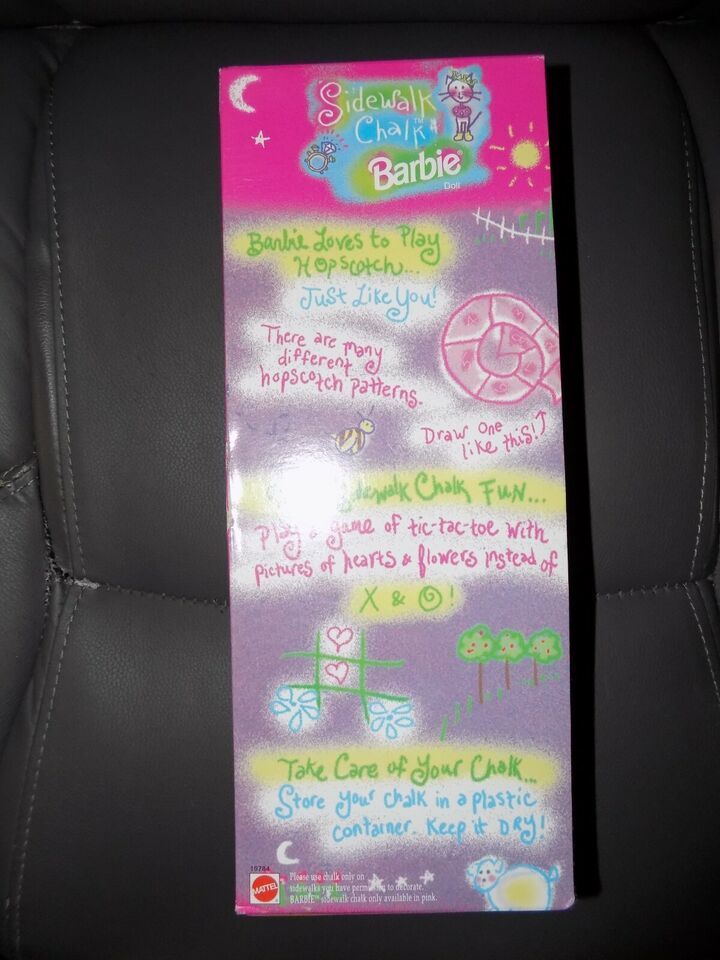 Sidewalk
Chalk™
Barbie®
Doll
Barbie Loves to Play
Hopscotch...
Just Like You!
There are many
different
hopscotch patterns.
Draw one
like this!
Chalk Fun...
Play a game of tic-tac-toe with
pictures of hearts & flowers instead of
X & O!
Take Care of Your Chalk...
Store your chalk in a plastic
container. Keep it DRY!
19784
MATTEL
Please use chalk only on
sidewalks you have permission to decorate.
BARBIE™ sidewalk chalk only available in pink.